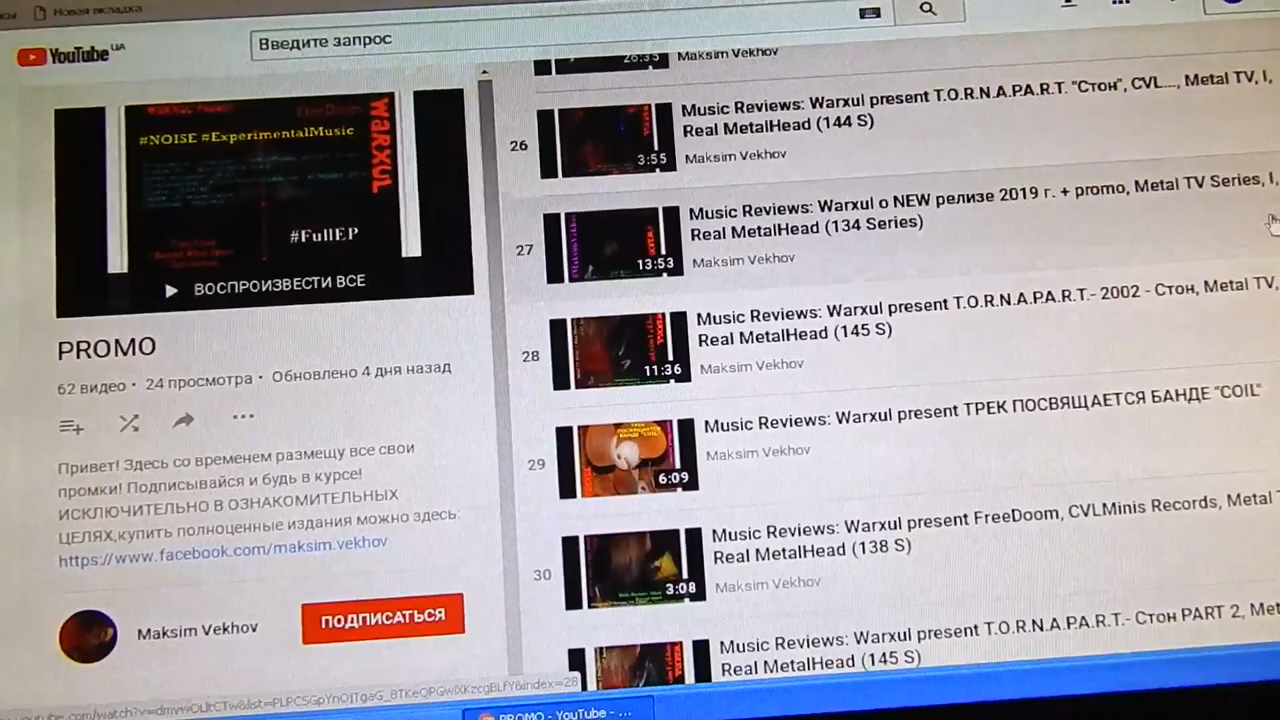 Новая вкладка
YouTube UA
Введите запрос
#NOISE #ExperimentalMusic
WARXUL
#FullEP
ВОСПРОИЗВЕСТИ ВСЕ
PROMO
62 видео • 24 просмотра • Обновлено 4 дня назад
Привет! Здесь со временем размещу все свои
промки! Подписывайся и будь в курсе!
ИСКЛЮЧИТЕЛЬНО В ОЗНАКОМИТЕЛЬНЫХ
ЦЕЛЯХ,купить полноценные издания можно здесь:
https://www.facebook.com/maksim.vekhov
Maksim Vekhov
ПОДПИСАТЬСЯ
26:35
Maksim Vekhov
26
3:55
Music Reviews: Warxul present T.O.R.N.A.P.A.R.T. "Стон", CVL..., Metal TV, I,
Real MetalHead (144 S)
Maksim Vekhov
27
13:53
Music Reviews: Warxul о NEW релизе 2019 г. + promo, Metal TV Series, I,
Real MetalHead (134 Series)
Maksim Vekhov
28
11:36
Music Reviews: Warxul present T.O.R.N.A.P.A.R.T.- 2002 - Стон, Metal TV,
Real MetalHead (145 S)
Maksim Vekhov
29
ТРЕК
ПОСВЯЩАЕТСЯ
БАНДЕ "COIL"
6:09
Music Reviews: Warxul present ТРЕК ПОСВЯЩАЕТСЯ БАНДЕ "COIL"
Maksim Vekhov
30
3:08
Music Reviews: Warxul present FreeDoom, CVLMinis Records, Metal
Real MetalHead (138 S)
Maksim Vekhov
Music Reviews: Warxul present T.O.R.N.A.P.A.R.T.- Стон PART 2, Met
Real MetalHead (145 S)
PROMO - YouTube - ...